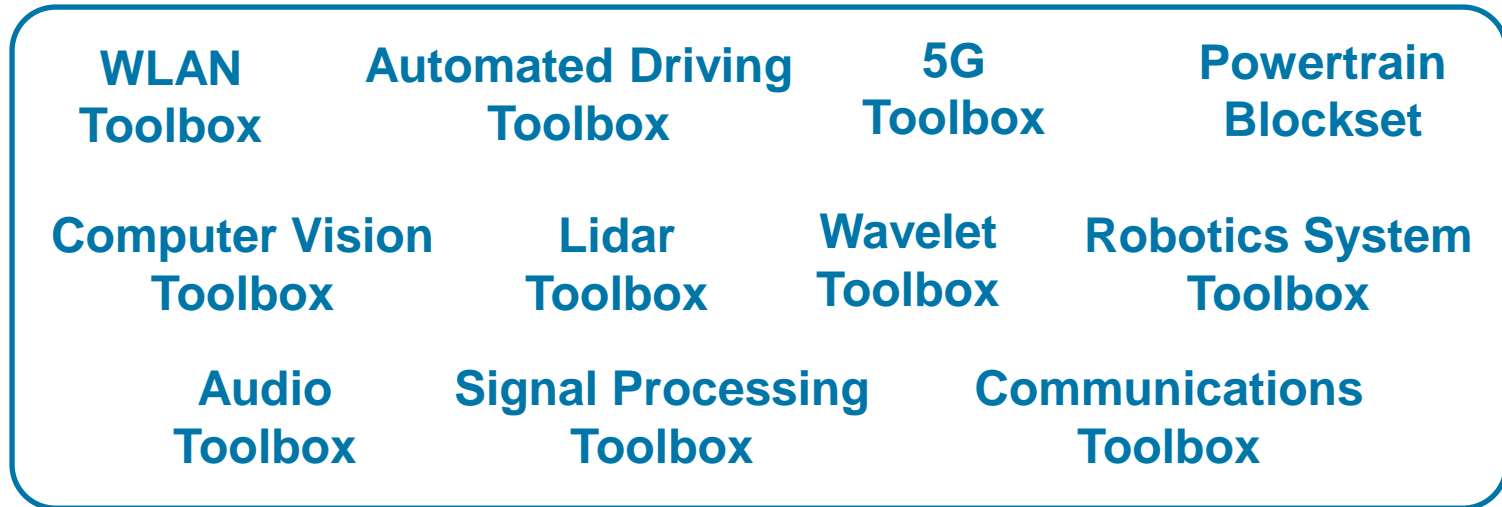 WLAN
Toolbox
Automated Driving
Toolbox
5G
Toolbox
Powertrain
Blockset
Computer Vision
Toolbox
Lidar
Toolbox
Wavelet
Toolbox
Robotics System
Toolbox
Audio
Toolbox
Signal Processing
Toolbox
Communications
Toolbox